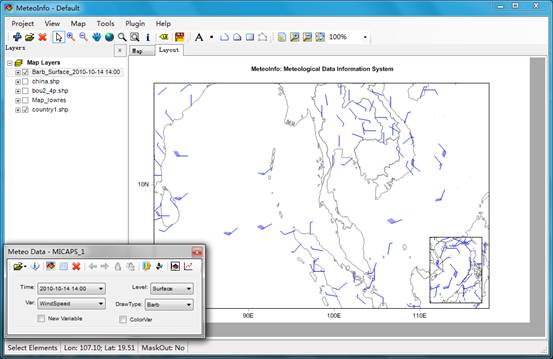 MeteoInfo - Default
Project View Map Tools Plugin Help
100%
Layers
Map Layout
Map Layers
Barb_Surface_2010-10-14 14:00
china.shp
bou2_4p.shp
Map_lowres
country1.shp
MeteoInfo: Meteological Data Information System
10N
90E
100E
110E
Meteo Data - MICAPS_1
Time: 2010-10-14 14:00
Level: Surface
Var: WindSpeed
DrawType: Barb
New Variable
ColorVar
Select Elements
Lon: 107.10; Lat: 19.51
MaskOut: No